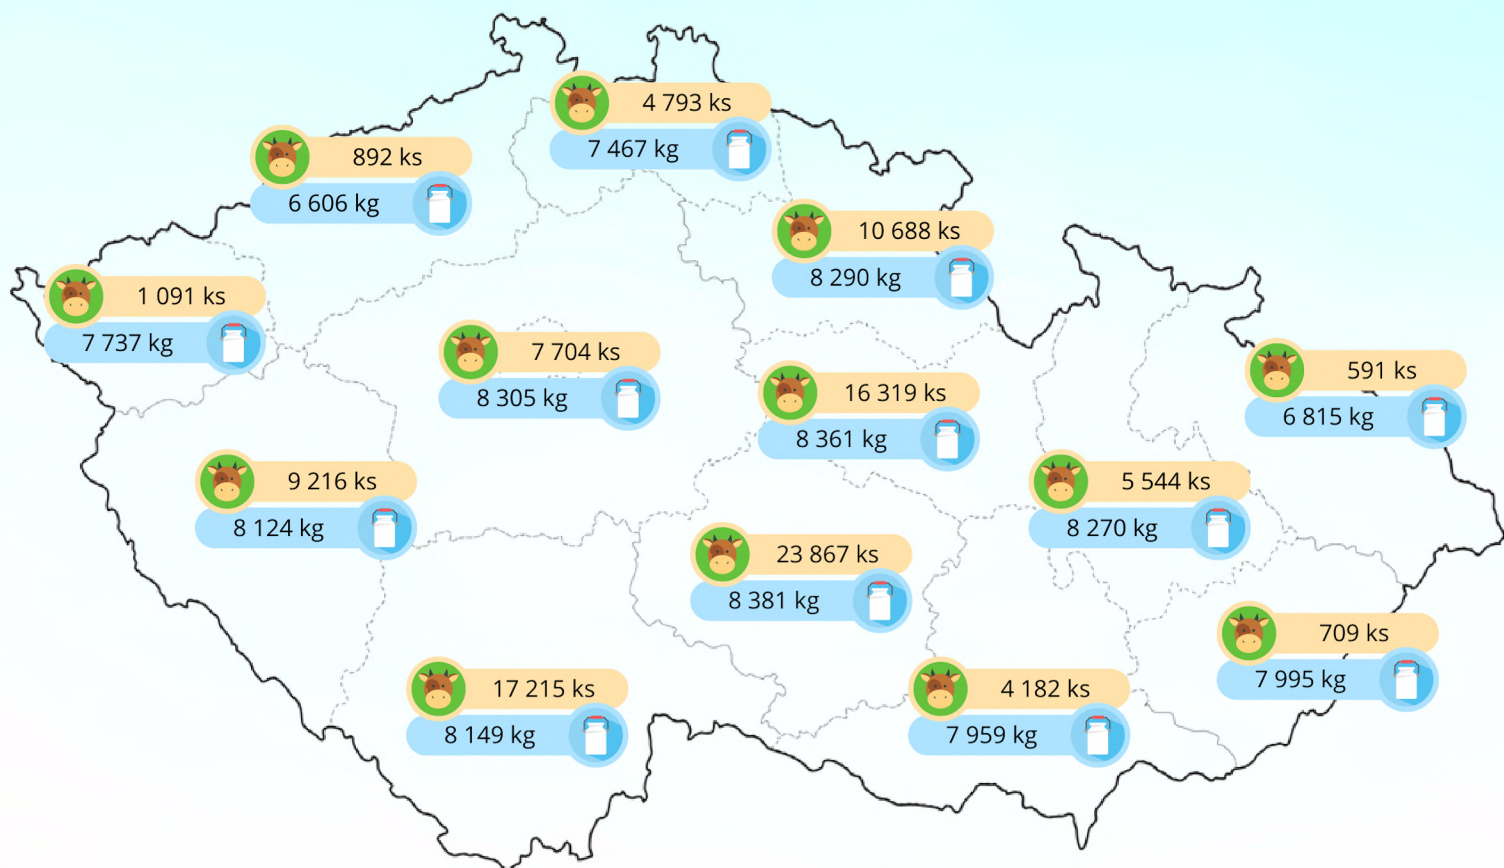 4 793 ks
7 467 kg
892 ks
6 606 kg
10 688 ks
8 290 kg
1 091 ks
7 737 kg
7 704 ks
8 305 kg
591 ks
6 815 kg
16 319 ks
8 361 kg
9 216 ks
8 124 kg
5 544 ks
8 270 kg
23 867 ks
8 381 kg
709 ks
7 995 kg
17 215 ks
8 149 kg
4 182 ks
7 959 kg